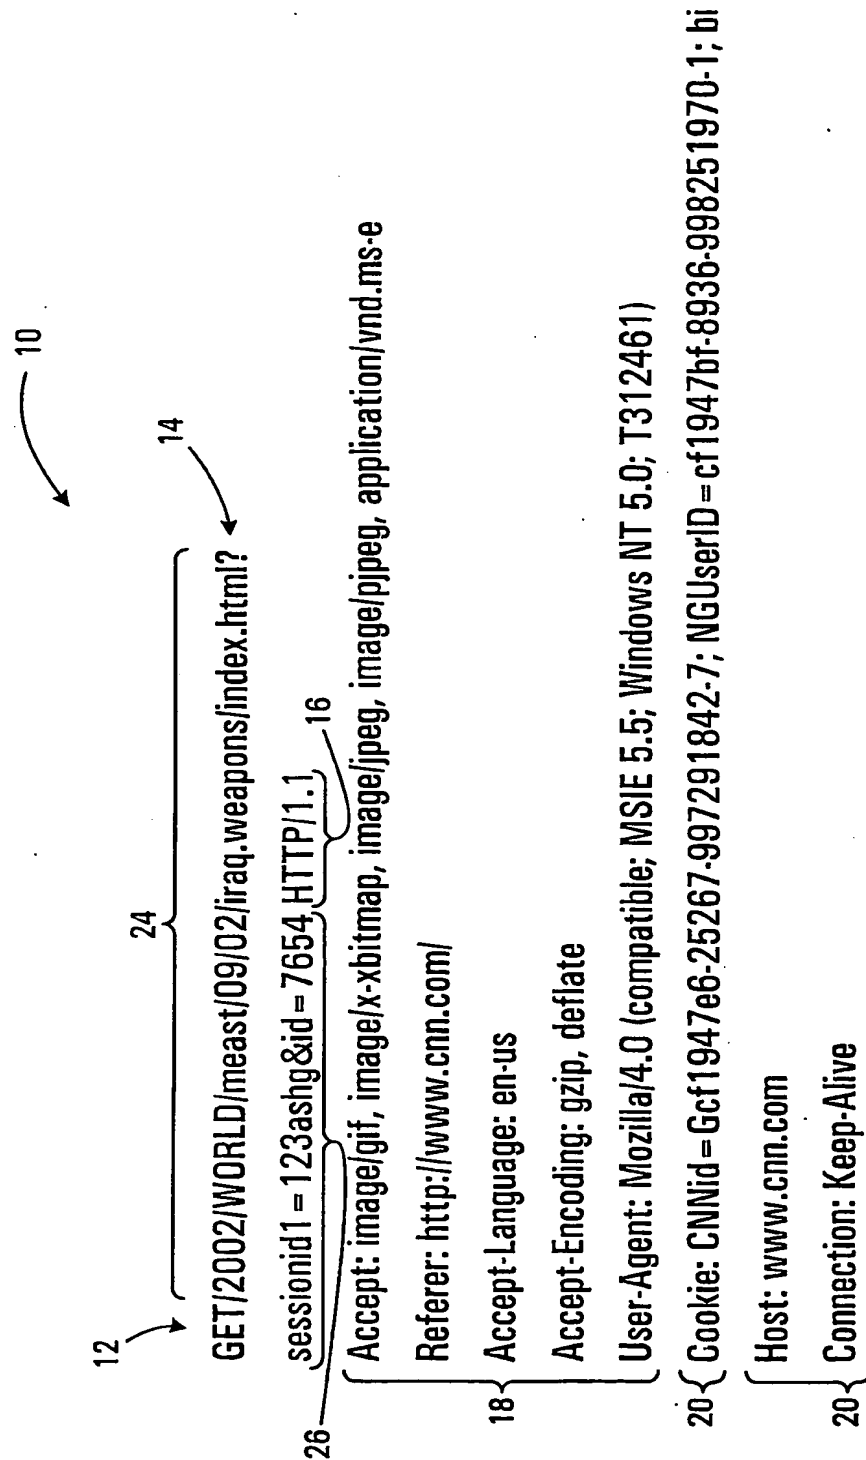 10
24
12
14
GET/2002/WORLD/meast/09/02/iraq.weapons/index.html?
sessionid1 = 123ashg&id = 7654 HTTP/1.1
26
16
Accept: image/gif, image/x-xbitmap, image/jpeg, image/pjpeg, application/vnd.ms-e
Referer: http://www.cnn.com/
18
Accept-Language: en-us
Accept-Encoding: gzip, deflate
User-Agent: Mozilla/4.0 (compatible; MSIE 5.5; Windows NT 5.0; T312461)
20
Cookie: CNNid = Gcf1947e6-25267-997291842-7; NGUserID = cf1947bf-8936-998251970-1; bi
Host: www.cnn.com
20
Connection: Keep-Alive